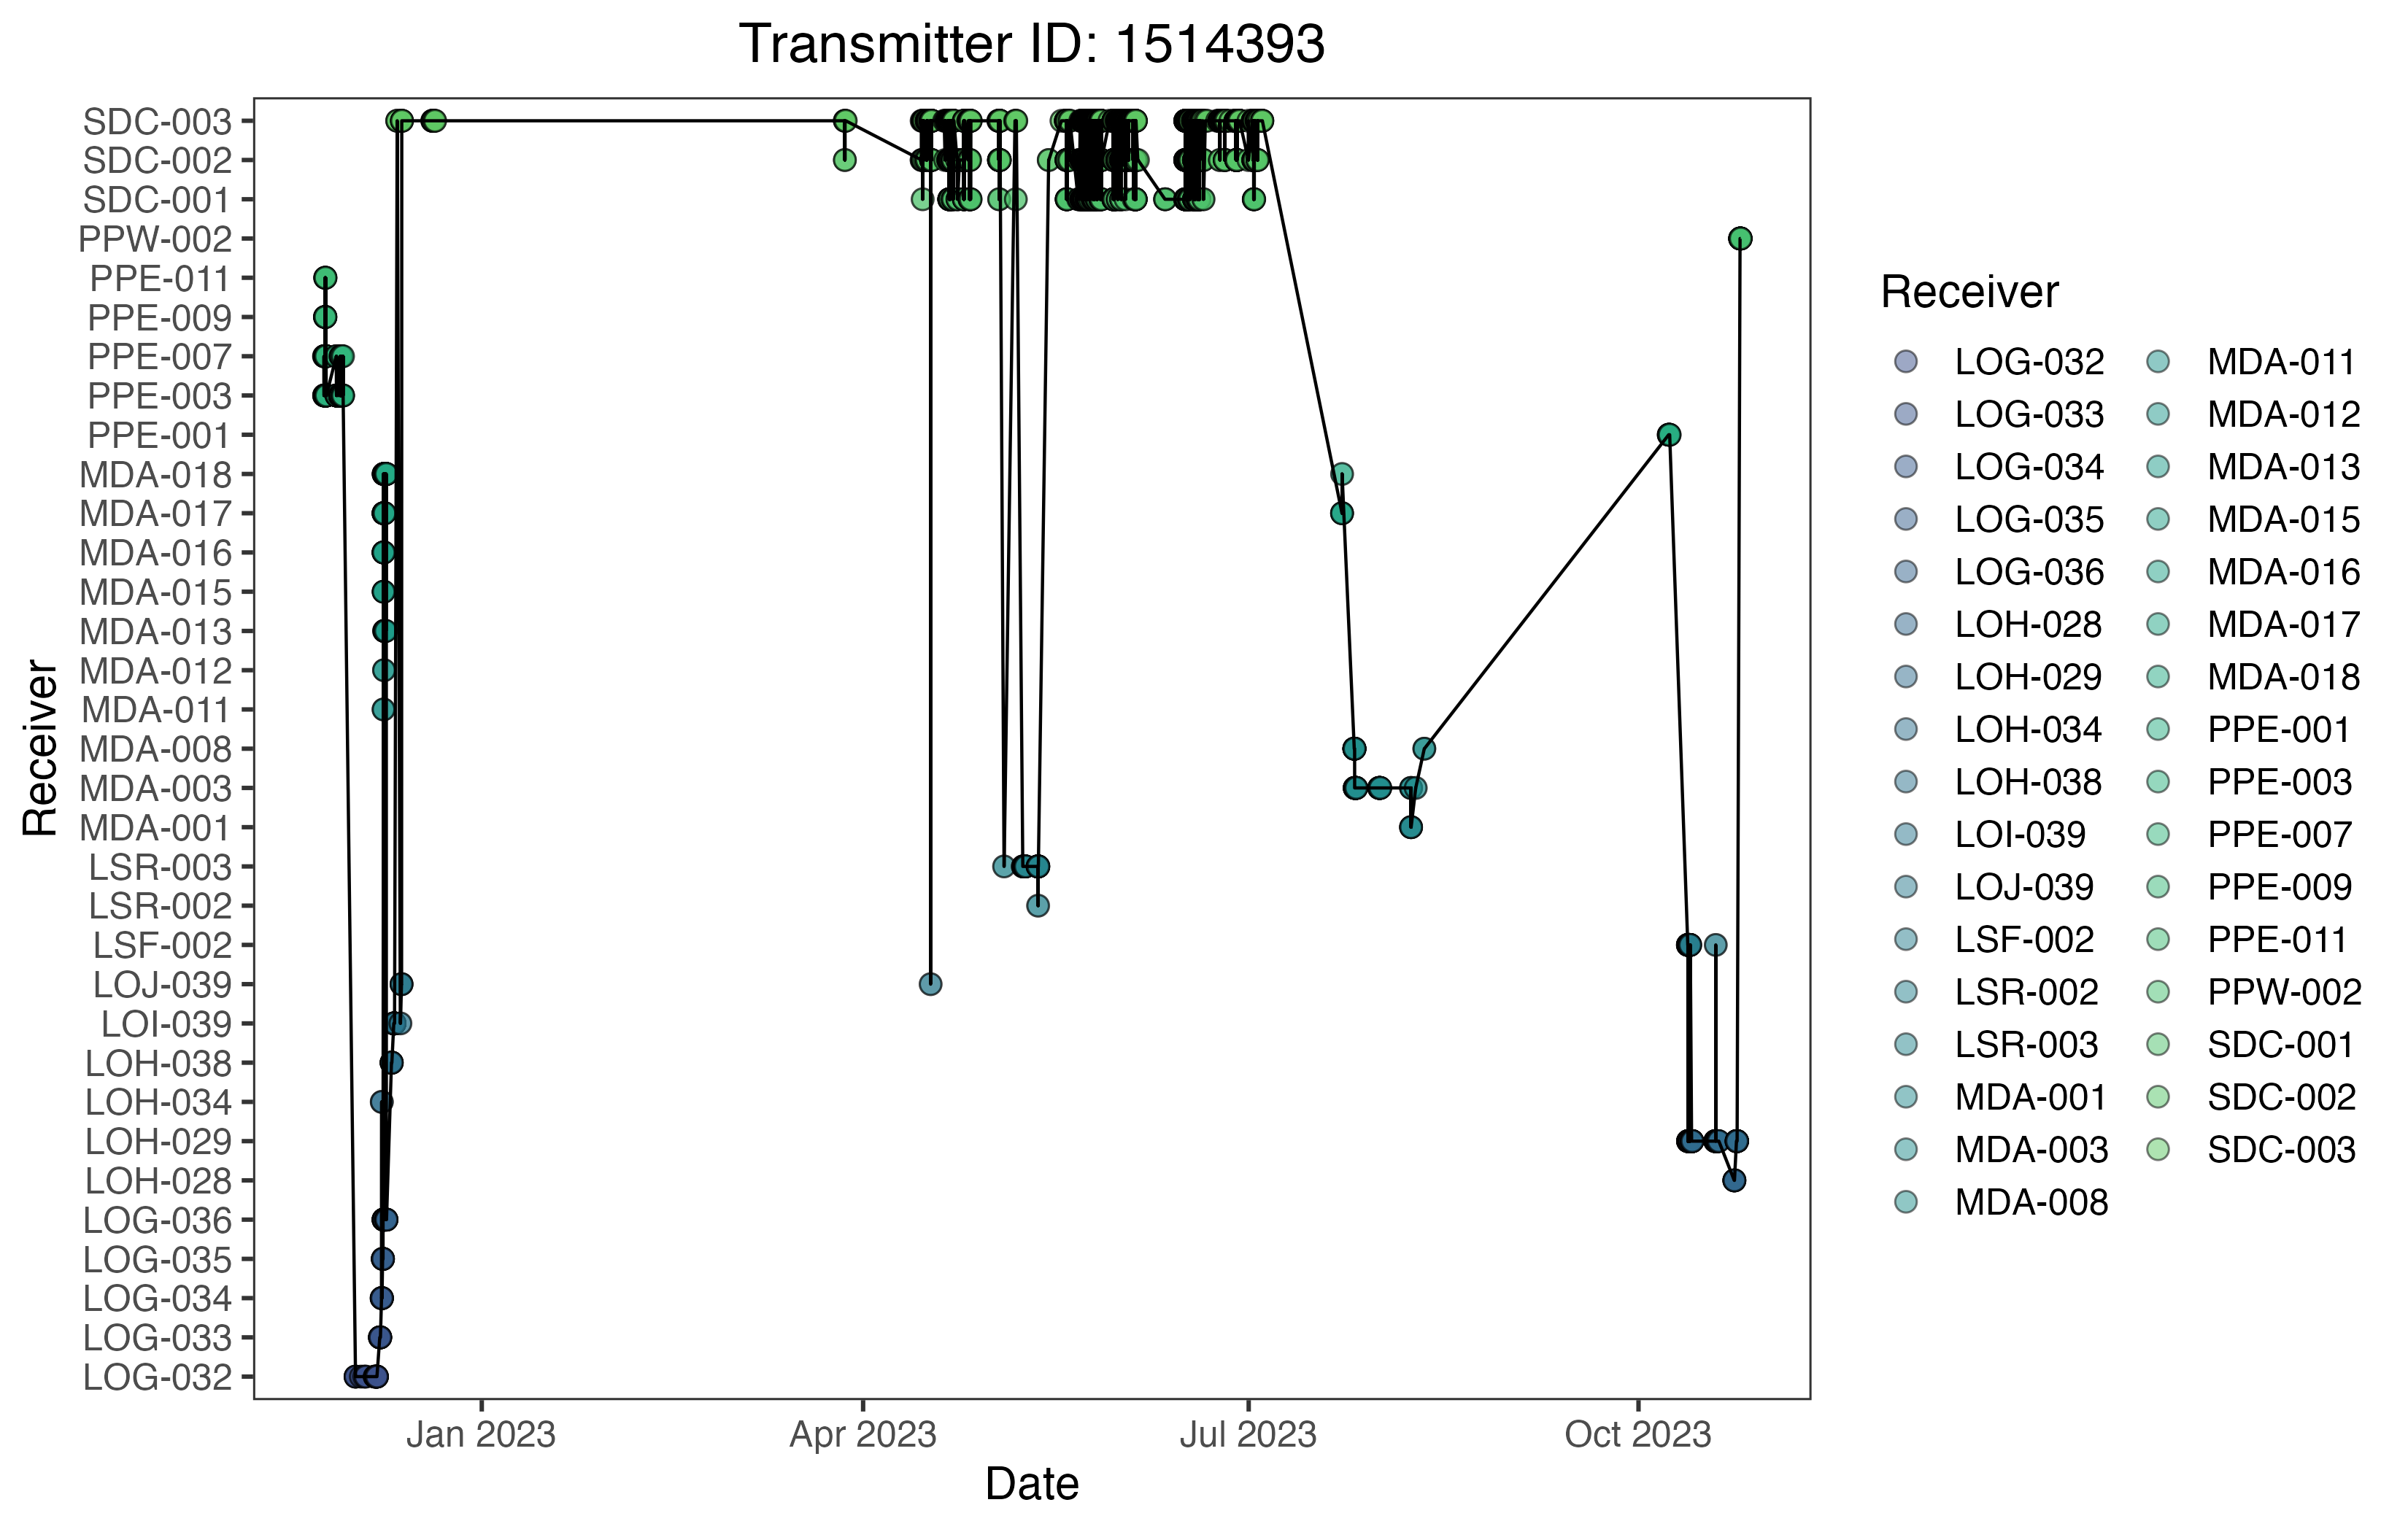 Transmitter ID: 1514393
Receiver
SDC-003
SDC-002
SDC-001
PPW-002
PPE-011
PPE-009
PPE-007
PPE-003
PPE-001
MDA-018
MDA-017
MDA-016
MDA-015
MDA-013
MDA-012
MDA-011
MDA-008
MDA-003
MDA-001
LSR-003
LSR-002
LSF-002
LOJ-039
LOI-039
LOH-038
LOH-034
LOH-029
LOH-028
LOG-036
LOG-035
LOG-034
LOG-033
LOG-032
Jan 2023
Apr 2023
Jul 2023
Oct 2023
Date
Receiver
LOG-032
LOG-033
LOG-034
LOG-035
LOG-036
LOH-028
LOH-029
LOH-034
LOH-038
LOI-039
LOJ-039
LSF-002
LSR-002
LSR-003
MDA-001
MDA-003
MDA-008
MDA-011
MDA-012
MDA-013
MDA-015
MDA-016
MDA-017
MDA-018
PPE-001
PPE-003
PPE-007
PPE-009
PPE-011
PPW-002
SDC-001
SDC-002
SDC-003